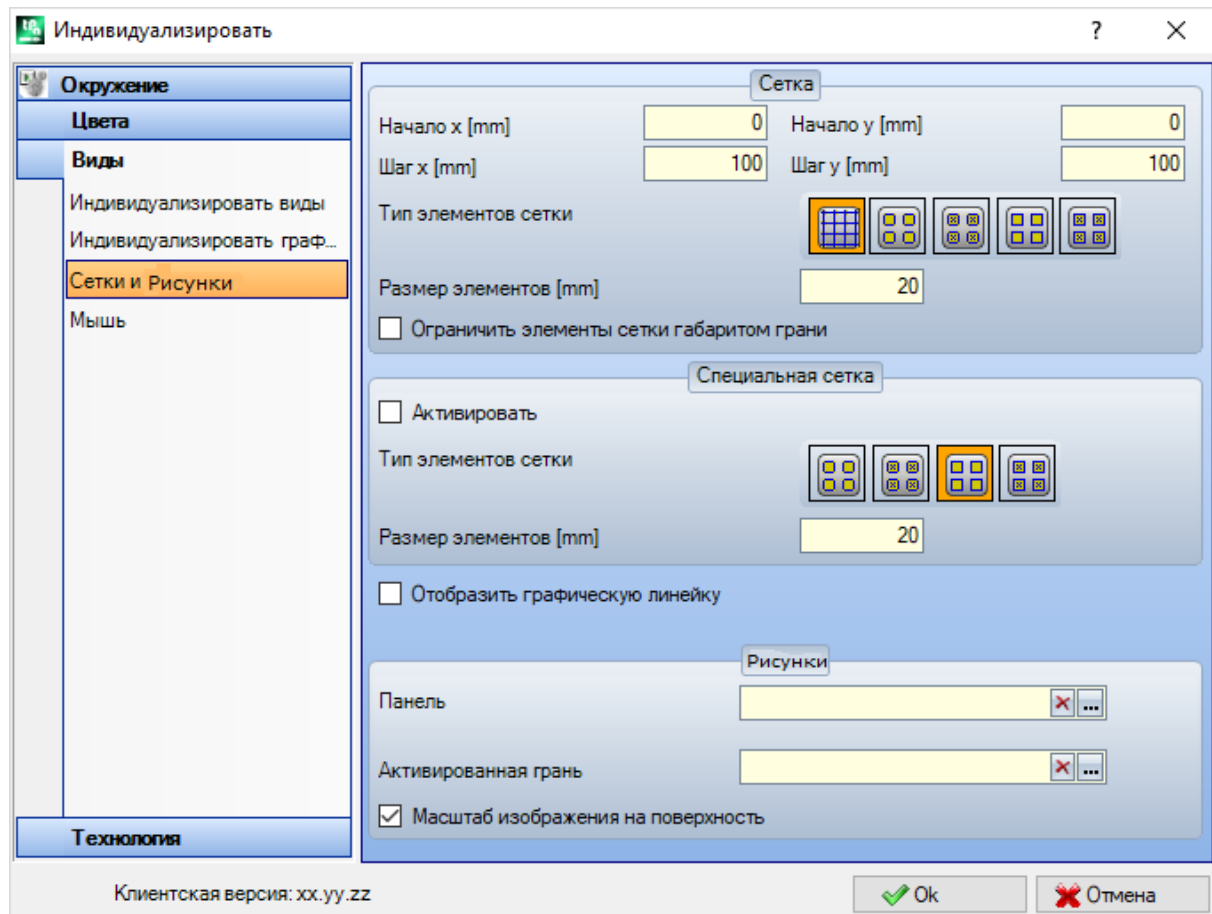 Индивидуализировать ?
Окружение
Цвета
Виды
Индивидуализировать виды
Индивидуализировать граф...
Сетки и Рисунки
Мышь
Технология
Сетка
Начало x [mm] 0 Начало y [mm] 0
Шаг x [mm] 100 Шаг y [mm] 100
Тип элементов сетки
Размер элементов [mm] 20
Ограничить элементы сетки габаритом грани
Специальная сетка
Активировать
Тип элементов сетки
Размер элементов [mm] 20
Отобразить графическую линейку
Рисунки
Панель ...
Активированная грань ...
Масштаб изображения на поверхность
Клиентская версия: xx.yy.zz Ok Отмена